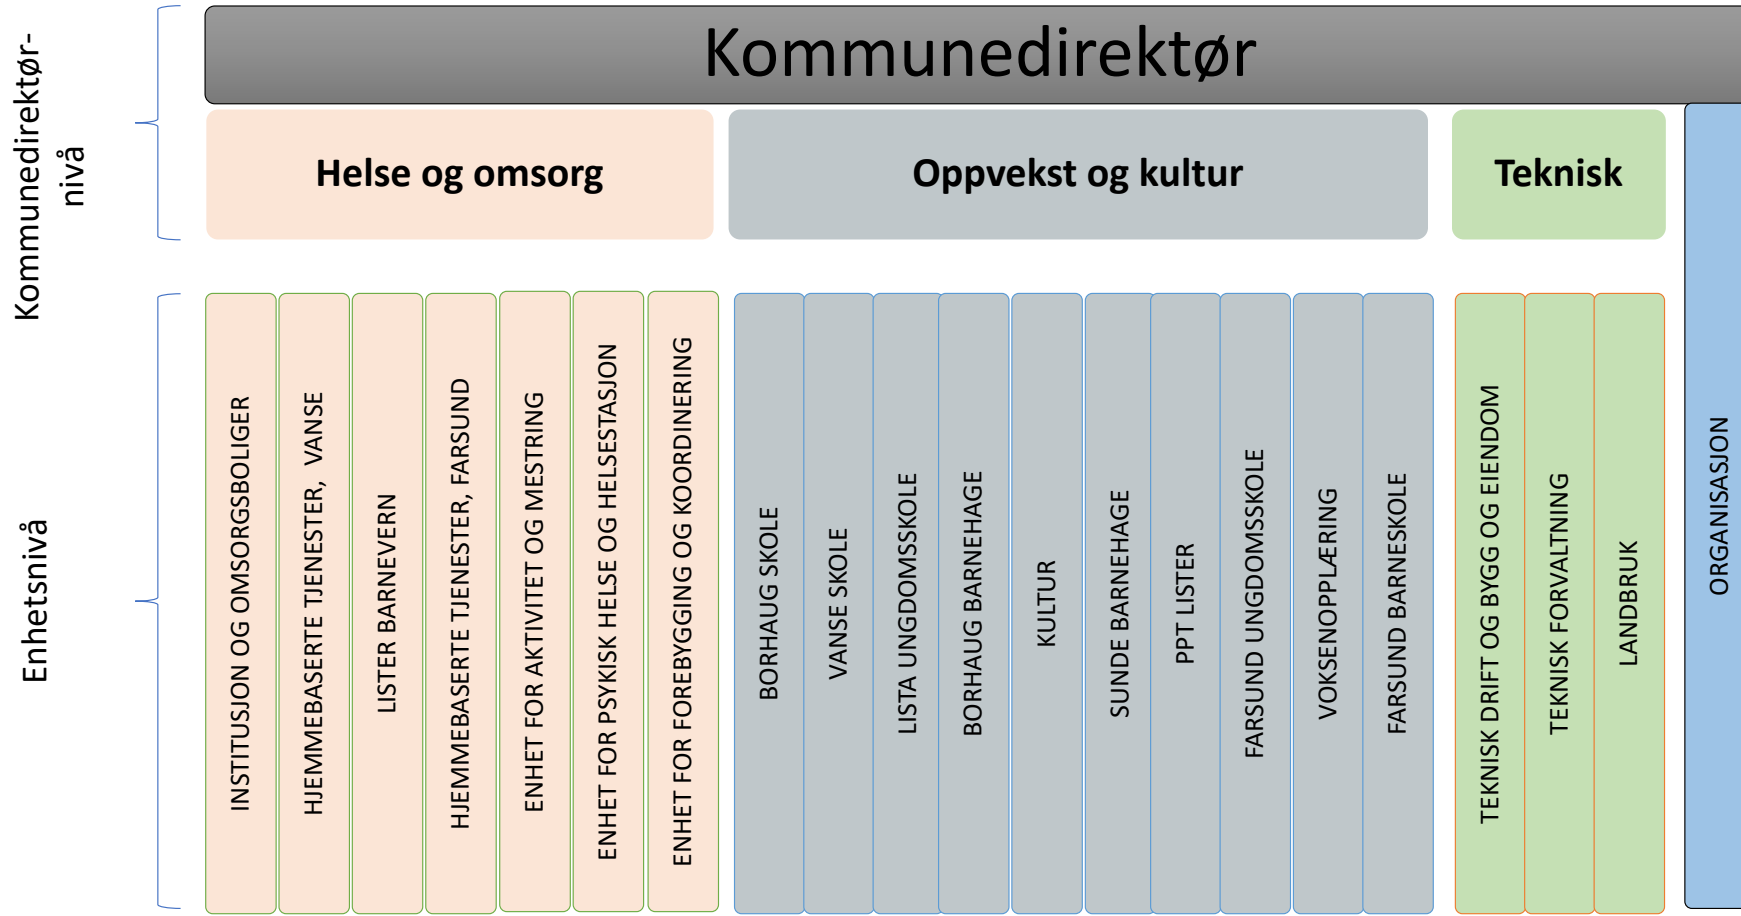 Kommunedirektør-
nivå
Kommunedirektør
Helse og omsorg
Oppvekst og kultur
Teknisk
Enhetsnivå
INSTITUSJON OG OMSORGSBOLIGER
HJEMMEBASERTE TJENESTER, VANSE
LISTER BARNEVERN
HJEMMEBASERTE TJENESTER, FARSUND
ENHET FOR AKTIVITET OG MESTRING
ENHET FOR PSYKISK HELSE OG HELSESTASJON
ENHET FOR FOREBYGGING OG KOORDINERING
BORHAUG SKOLE
VANSE SKOLE
LISTA UNGDOMSSKOLE
BORHAUG BARNEHAGE
KULTUR
SUNDE BARNEHAGE
PPT LISTER
FARSUND UNGDOMSSKOLE
VOKSENOPPLÆRING
FARSUND BARNESKOLE
TEKNISK DRIFT OG BYGG OG EIENDOM
TEKNISK FORVALTNING
LANDBRUK
ORGANISASJON